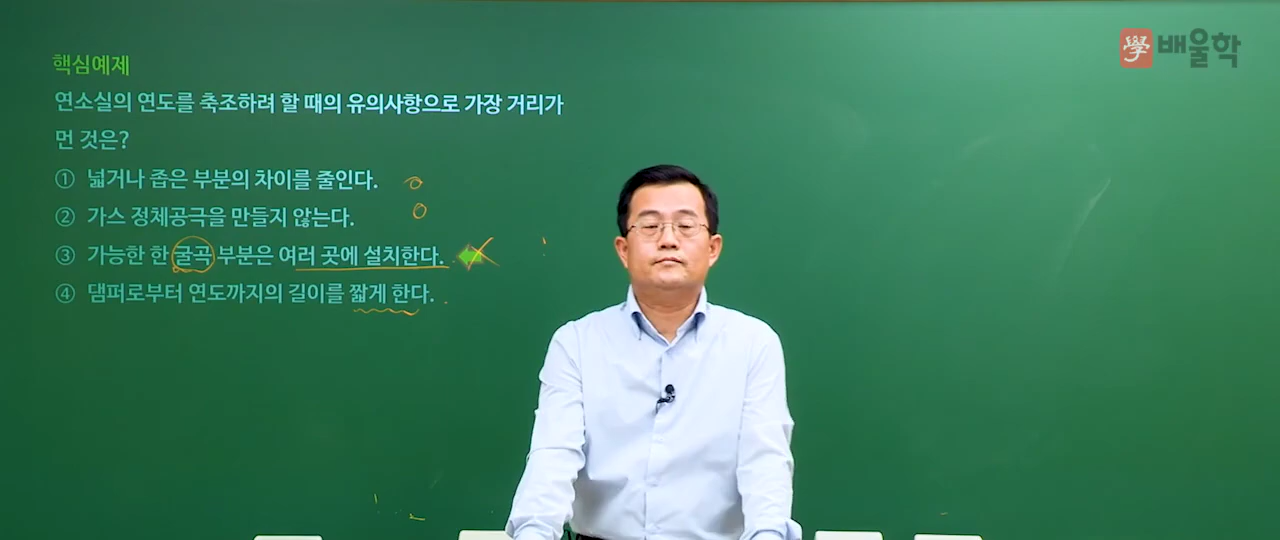 學 배울학
핵심예제
연소실의 연도를 축조하려 할 때의 유의사항으로 가장 거리가
먼 것은?
① 넓거나 좁은 부분의 차이를 줄인다.
② 가스 정체공극을 만들지 않는다.
③ 가능한 한 굴곡 부분은 여러 곳에 설치한다.
④ 댐퍼로부터 연도까지의 길이를 짧게 한다.